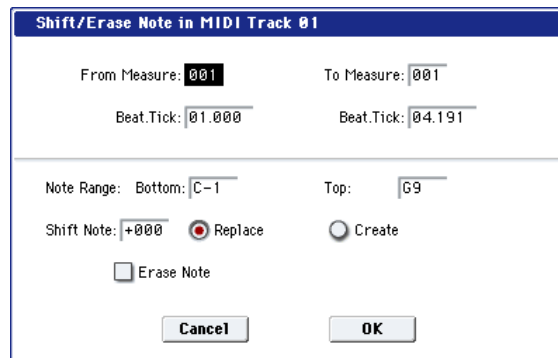 Shift/Erase Note in MIDI Track 01
From Measure: 001 To Measure: 001
Beat.Tick: 01.000 Beat.Tick: 04.191
Note Range: Bottom: C-1 Top: G9
Shift Note: +000 Replace Create
Erase Note
Cancel OK